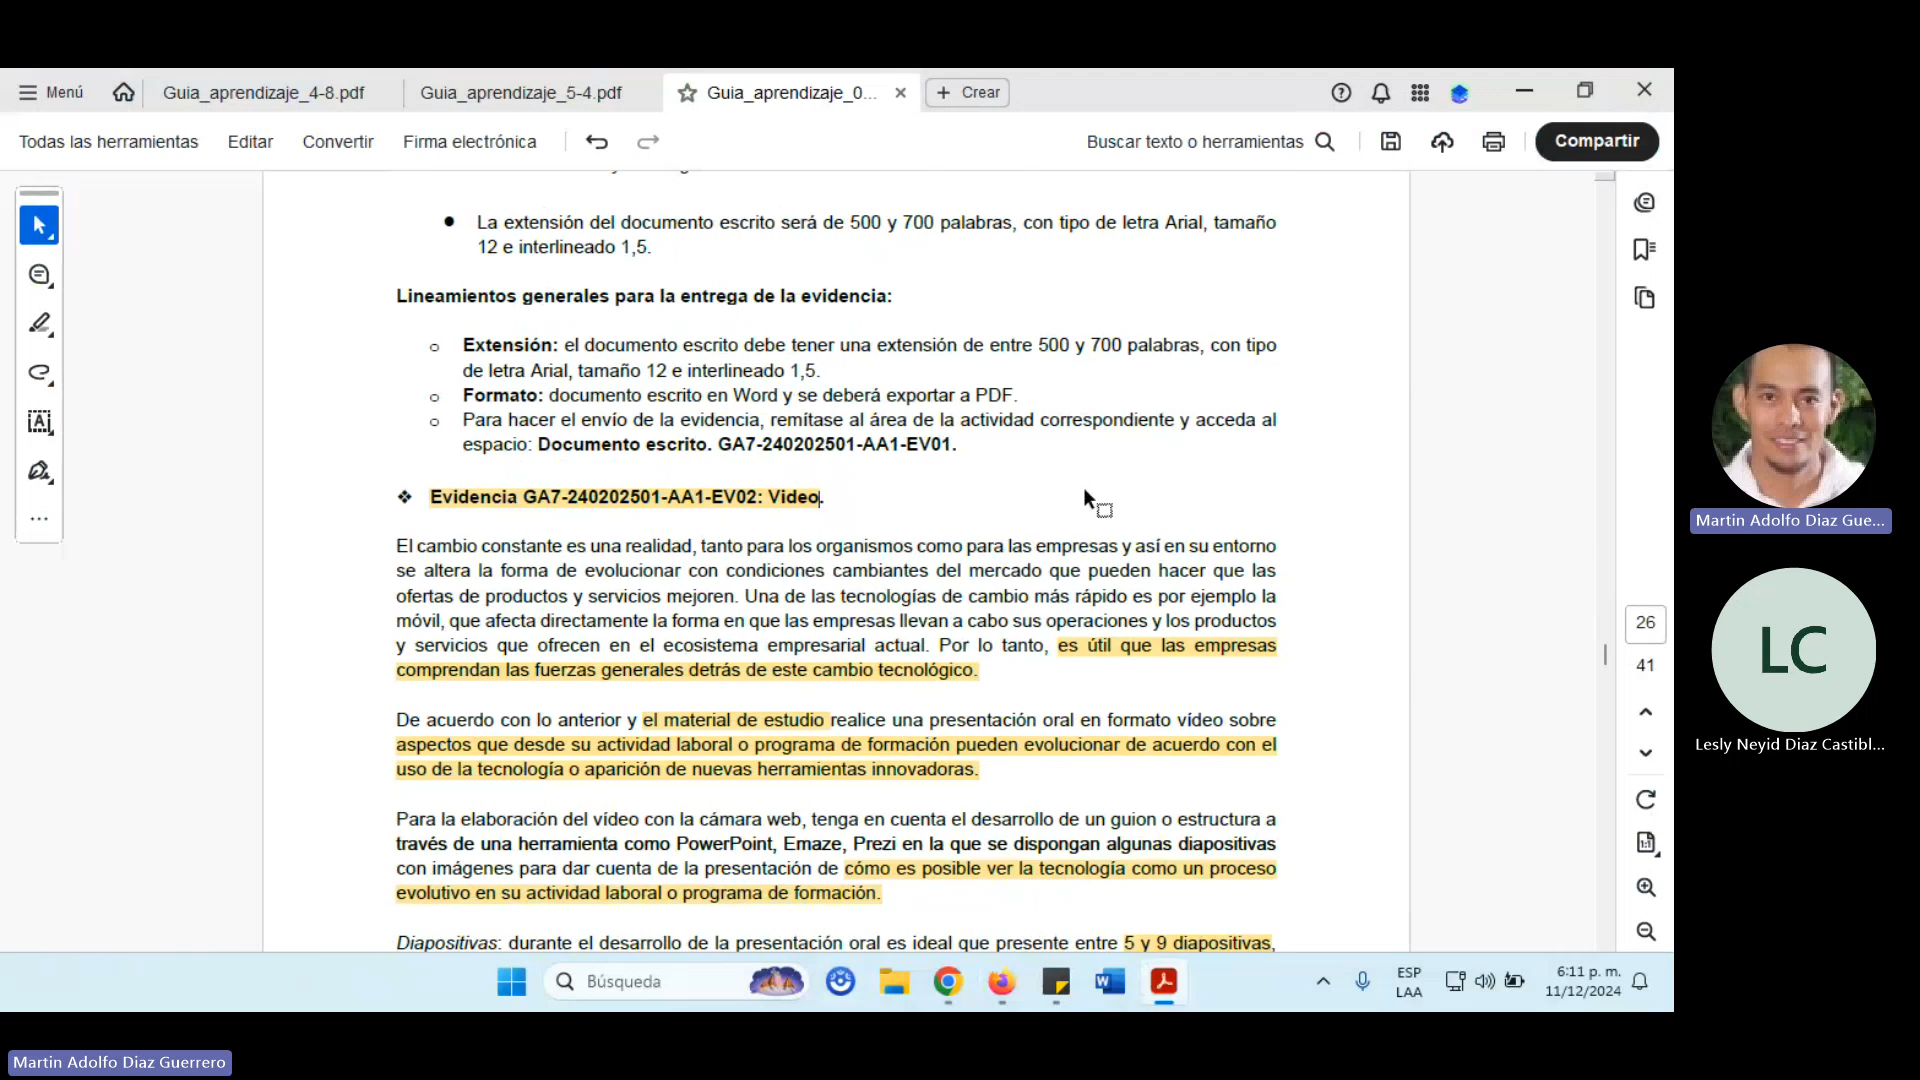 Menú
Guia_aprendizaje_4-8.pdf
Guia_aprendizaje_5-4.pdf
Guia_aprendizaje_0...
Crear
Todas las herramientas
Editar
Convertir
Firma electrónica
Buscar texto o herramientas
Compartir
La extensión del documento escrito será de 500 y 700 palabras, con tipo de letra Arial, tamaño
12 e interlineado 1,5.
Lineamientos generales para la entrega de la evidencia:
Extensión: el documento escrito debe tener una extensión de entre 500 y 700 palabras, con tipo
de letra Arial, tamaño 12 e interlineado 1,5.
Formato: documento escrito en Word y se deberá exportar a PDF.
Para hacer el envío de la evidencia, remítase al área de la actividad correspondiente y acceda al
espacio: Documento escrito. GA7-240202501-AA1-EV01.
Evidencia GA7-240202501-AA1-EV02: Video.
El cambio constante es una realidad, tanto para los organismos como para las empresas y así en su entorno
se altera la forma de evolucionar con condiciones cambiantes del mercado que pueden hacer que las
ofertas de productos y servicios mejoren. Una de las tecnologías de cambio más rápido es por ejemplo la
móvil, que afecta directamente la forma en que las empresas llevan a cabo sus operaciones y los productos
y servicios que ofrecen en el ecosistema empresarial actual. Por lo tanto, es útil que las empresas
comprendan las fuerzas generales detrás de este cambio tecnológico.
De acuerdo con lo anterior y el material de estudio realice una presentación oral en formato vídeo sobre
aspectos que desde su actividad laboral o programa de formación pueden evolucionar de acuerdo con el
uso de la tecnología o aparición de nuevas herramientas innovadoras.
Para la elaboración del vídeo con la cámara web, tenga en cuenta el desarrollo de un guion o estructura a
través de una herramienta como PowerPoint, Emaze, Prezi en la que se dispongan algunas diapositivas
con imágenes para dar cuenta de la presentación de cómo es posible ver la tecnología como un proceso
evolutivo en su actividad laboral o programa de formación.
Diapositivas: durante el desarrollo de la presentación oral es ideal que presente entre 5 y 9 diapositivas,
26
41
Búsqueda
ESP
LAA
6:11 p. m.
11/12/2024
Martin Adolfo Diaz Gue...
LC
Lesly Neyid Diaz Castibl...
Martin Adolfo Diaz Guerrero